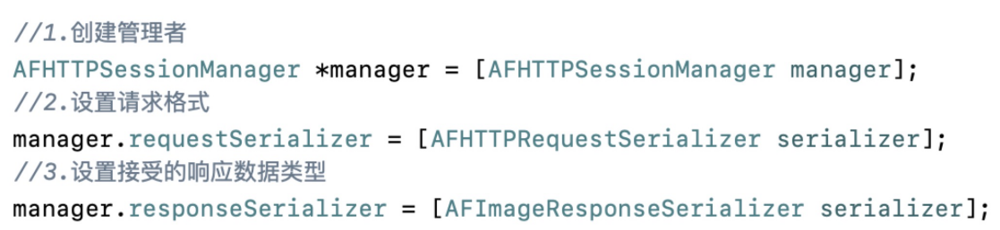 //1.创建管理者
AFHTTPSessionManager *manager = [AFHTTPSessionManager manager];
//2.设置请求格式
manager.requestSerializer = [AFHTTPRequestSerializer serializer];
//3.设置接受的响应数据类型
manager.responseSerializer = [AFImageResponseSerializer serializer];